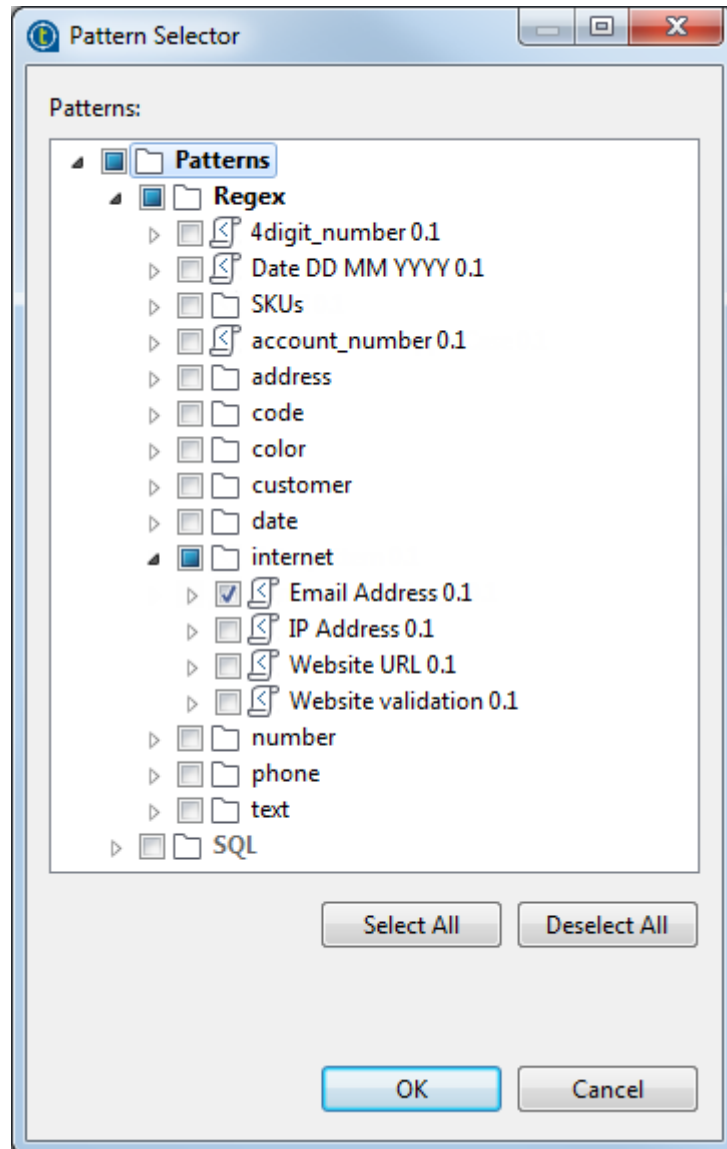 Pattern Selector
Patterns:
Patterns
Regex
4digit_number 0.1
Date DD MM YYYY 0.1
SKUs
account_number 0.1
address
code
color
customer
date
internet
Email Address 0.1
IP Address 0.1
Website URL 0.1
Website validation 0.1
number
phone
text
SQL
Select All Deselect All
OK Cancel